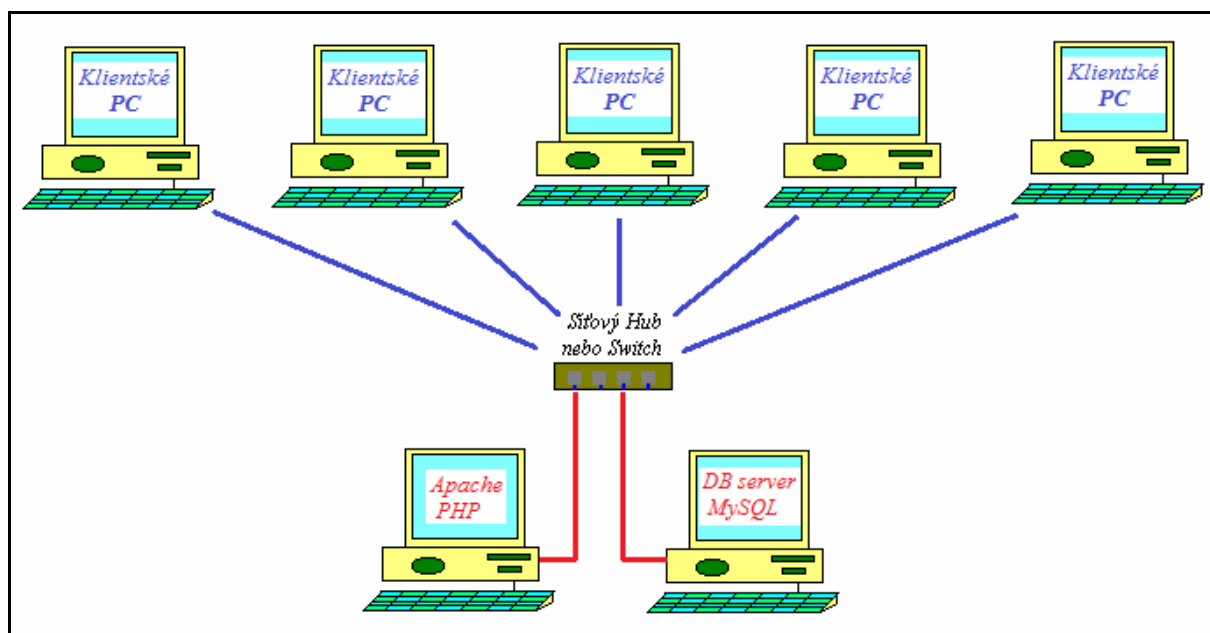 Klientské
PC
Klientské
PC
Klientské
PC
Klientské
PC
Klientské
PC
Síťový Hub
nebo Switch
Apache
PHP
DB server
MySQL